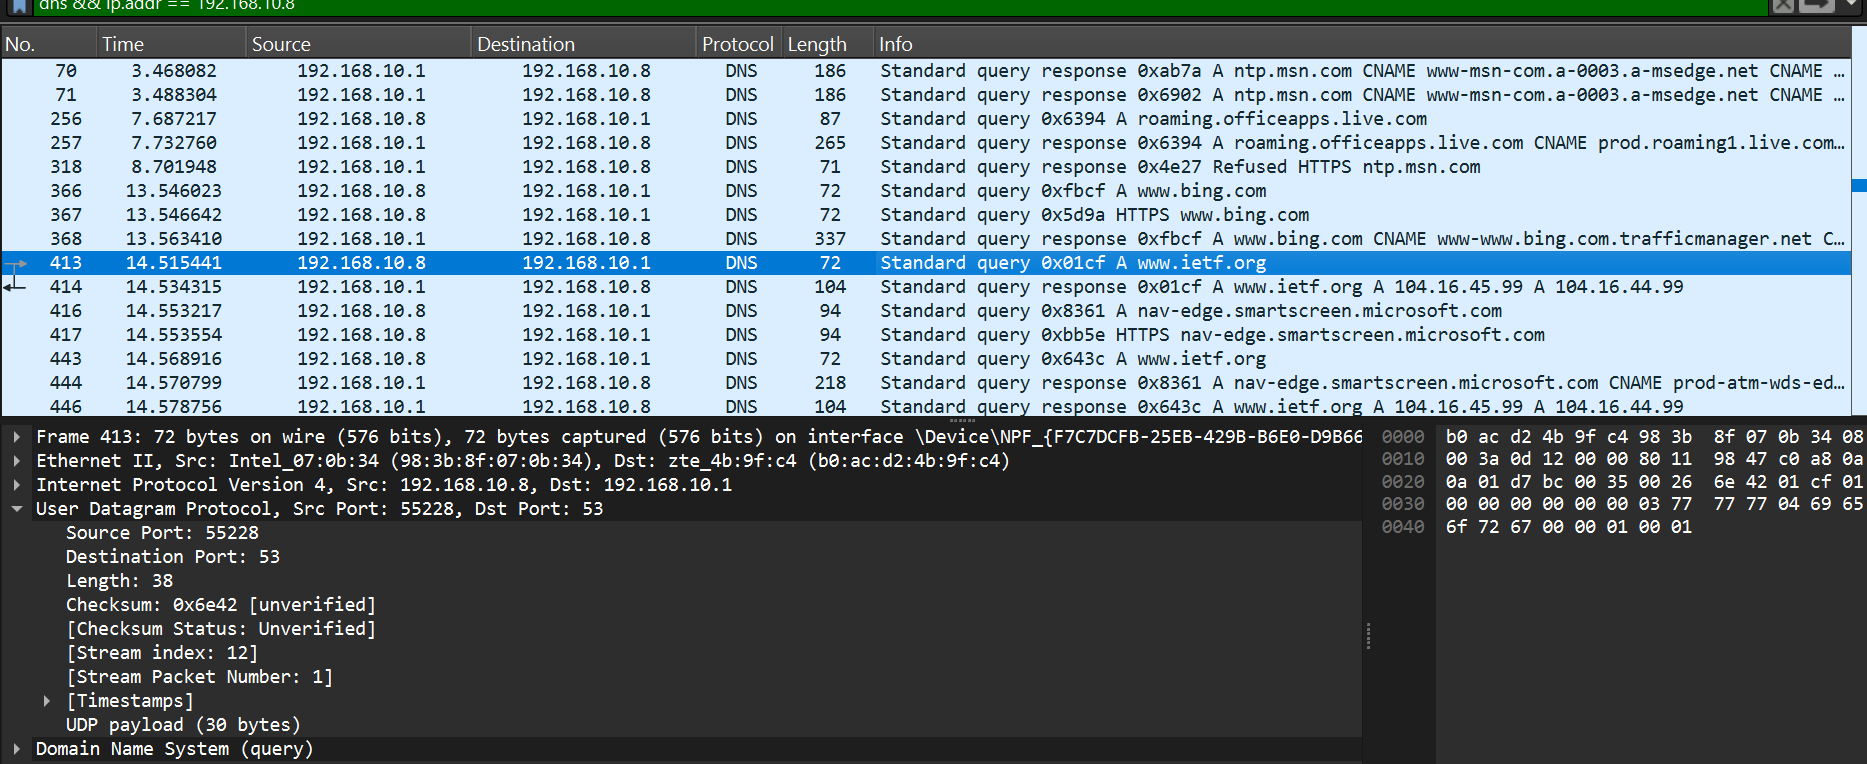 dns && ip.addr == 192.168.10.8
No. Time Source Destination Protocol Length Info
70 3.468082 192.168.10.1 192.168.10.8 DNS 186 Standard query response 0xab7a A ntp.msn.com CNAME www-msn-com.a-0003.a-msedge.net CNAME …
71 3.488304 192.168.10.1 192.168.10.8 DNS 186 Standard query response 0x6902 A ntp.msn.com CNAME www-msn-com.a-0003.a-msedge.net CNAME …
256 7.687217 192.168.10.8 192.168.10.1 DNS 87 Standard query 0x6394 A roaming.officeapps.live.com
257 7.732760 192.168.10.1 192.168.10.8 DNS 265 Standard query response 0x6394 A roaming.officeapps.live.com CNAME prod.roaming1.live.com…
318 8.701948 192.168.10.1 192.168.10.8 DNS 71 Standard query response 0x4e27 Refused HTTPS ntp.msn.com
366 13.546023 192.168.10.8 192.168.10.1 DNS 72 Standard query 0xfbcf A www.bing.com
367 13.546642 192.168.10.8 192.168.10.1 DNS 72 Standard query 0x5d9a HTTPS www.bing.com
368 13.563410 192.168.10.1 192.168.10.8 DNS 337 Standard query response 0xfbcf A www.bing.com CNAME www-www.bing.com.trafficmanager.net C…
413 14.515441 192.168.10.8 192.168.10.1 DNS 72 Standard query 0x01cf A www.ietf.org
414 14.534315 192.168.10.1 192.168.10.8 DNS 104 Standard query response 0x01cf A www.ietf.org A 104.16.45.99 A 104.16.44.99
416 14.553217 192.168.10.8 192.168.10.1 DNS 94 Standard query 0x8361 A nav-edge.smartscreen.microsoft.com
417 14.553554 192.168.10.8 192.168.10.1 DNS 94 Standard query 0xbb5e HTTPS nav-edge.smartscreen.microsoft.com
443 14.568916 192.168.10.8 192.168.10.1 DNS 72 Standard query 0x643c A www.ietf.org
444 14.570799 192.168.10.1 192.168.10.8 DNS 218 Standard query response 0x8361 A nav-edge.smartscreen.microsoft.com CNAME prod-atm-wds-ed…
446 14.578756 192.168.10.1 192.168.10.8 DNS 104 Standard query response 0x643c A www.ietf.org A 104.16.45.99 A 104.16.44.99
Frame 413: 72 bytes on wire (576 bits), 72 bytes captured (576 bits) on interface \Device\NPF_{F7C7DCFB-25EB-429B-B6E0-D9B66
Ethernet II, Src: Intel_07:0b:34 (98:3b:8f:07:0b:34), Dst: zte_4b:9f:c4 (b0:ac:d2:4b:9f:c4)
Internet Protocol Version 4, Src: 192.168.10.8, Dst: 192.168.10.1
User Datagram Protocol, Src Port: 55228, Dst Port: 53
Source Port: 55228
Destination Port: 53
Length: 38
Checksum: 0x6e42 [unverified]
[Checksum Status: Unverified]
[Stream index: 12]
[Stream Packet Number: 1]
[Timestamps]
UDP payload (30 bytes)
Domain Name System (query)
0000 b0 ac d2 4b 9f c4 98 3b 8f 07 0b 34 08
0010 00 3a 0d 12 00 00 80 11 98 47 c0 a8 0a
0020 0a 01 d7 bc 00 35 00 26 6e 42 01 cf 01
0030 00 00 00 00 00 00 03 77 77 77 04 69 65
0040 6f 72 67 00 00 01 00 01